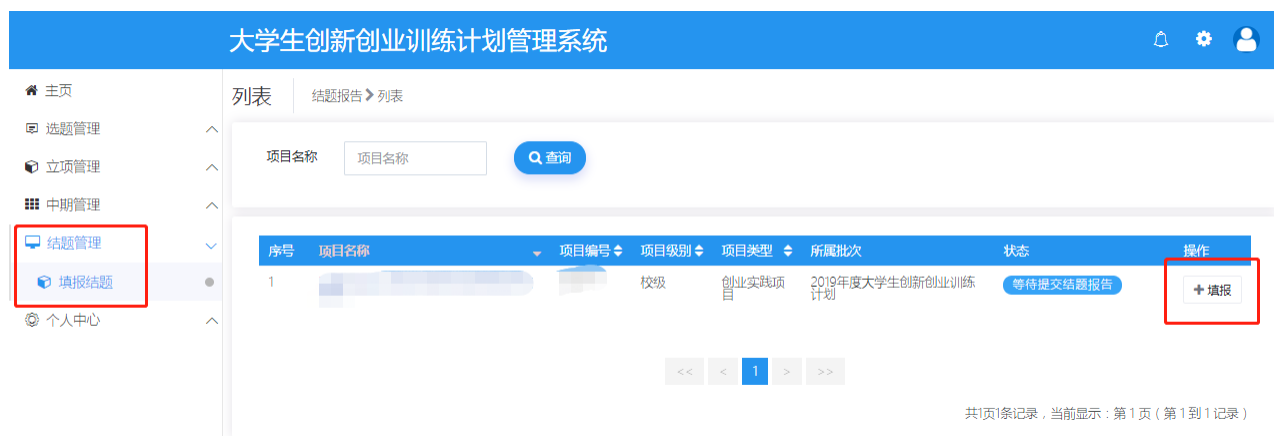 大学生创新创业训练计划管理系统
主页
选题管理
立项管理
中期管理
结题管理
填报结题
个人中心
列表
结题报告 列表
项目名称 项目名称 查询
序号 项目名称 项目编号 项目级别 项目类型 所属批次 状态 操作
1 校级 创业实践项目 2019年度大学生创新创业训练计划 等待提交结题报告 +填报
<< < 1 > >>
共1页1条记录，当前显示：第1页（第1到1记录）